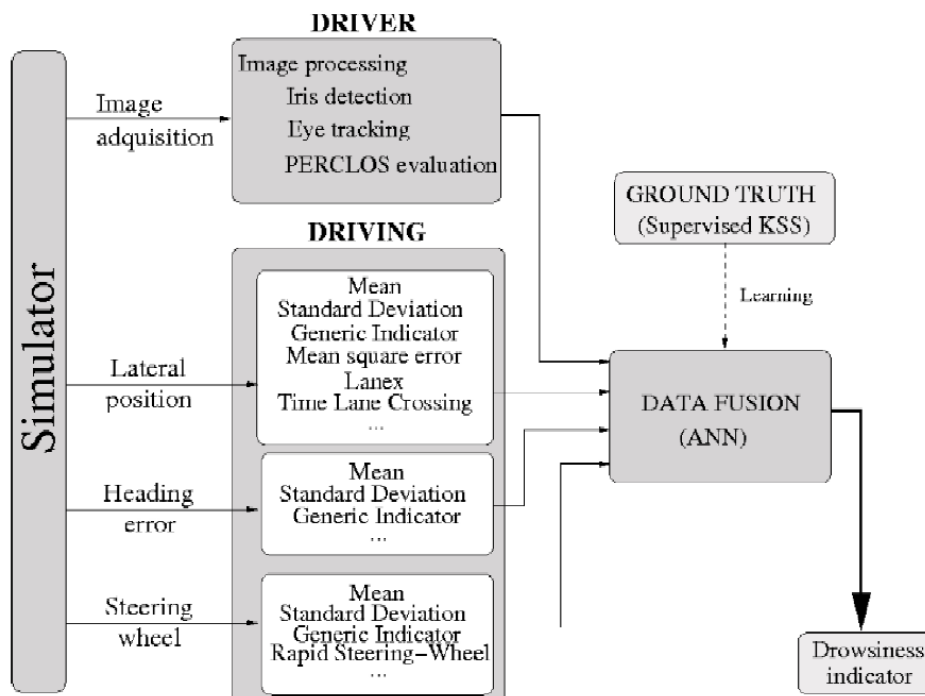 DRIVER
Image processing
Iris detection
Eye tracking
PERCLOS evaluation
Image
adquisition
DRIVING
Mean
Standard Deviation
Generic Indicator
Mean square error
Lanex
Time Lane Crossing
...
Lateral
position
Mean
Standard Deviation
Generic Indicator
...
Heading
error
Mean
Standard Deviation
Generic Indicator
Rapid Steering-Wheel
...
Steering
wheel
Simulator
GROUND TRUTH
(Supervised KSS)
Learning
DATA FUSION
(ANN)
Drowsiness
indicator